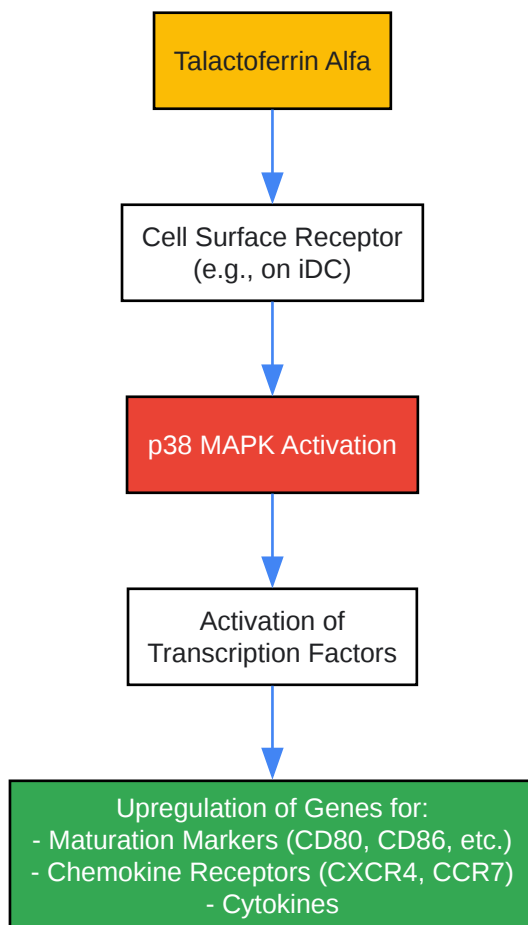 Talactoferrin Alfa
Cell Surface Receptor
(e.g., on iDC)
p38 MAPK Activation
Activation of
Transcription Factors
Upregulation of Genes for:
- Maturation Markers (CD80, CD86, etc.)
- Chemokine Receptors (CXCR4, CCR7)
- Cytokines